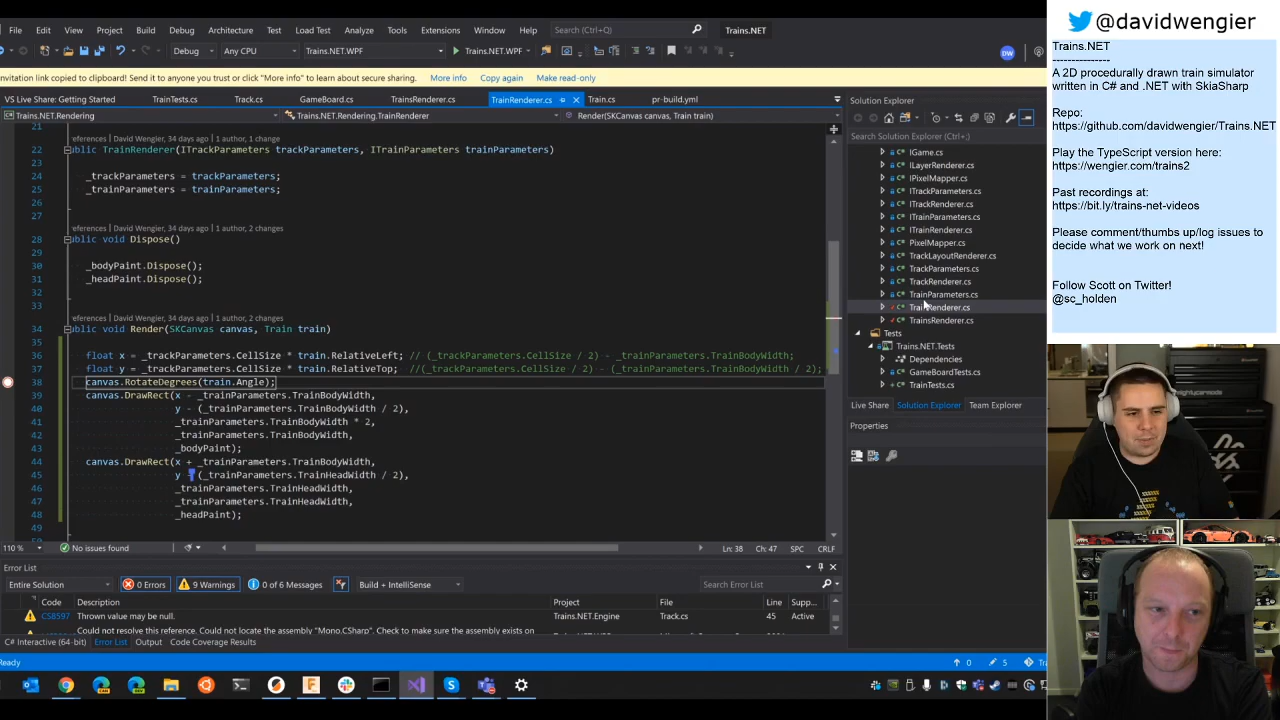 File Edit View Project Build Debug Architecture Test Load Test Analyze Tools Extensions Window Help Search (Ctrl+Q) Trains.NET
Debug Any CPU Trains.NET.WPF Trains.NET.WPF DW
nvitation link copied to clipboard! Send it to anyone you trust or click "More info" to learn about secure sharing. More info Copy again Make read-only
VS Live Share: Getting Started TrainTests.cs Track.cs GameBoard.cs TrainsRenderer.cs TrainRenderer.cs Train.cs pr-build.yml
Trains.NET.Rendering Trains.NET.Rendering.TrainRenderer Render(SKCanvas canvas, Train train)
21
eferences | David Wengier, 34 days ago | 1 author, 1 change
22 ublic TrainRenderer(ITrackParameters trackParameters, ITrainParameters trainParameters)
23
24 _trackParameters = trackParameters;
25 _trainParameters = trainParameters;
26
27
eferences | David Wengier, 34 days ago | 1 author, 2 changes
28 ublic void Dispose()
29
30 _bodyPaint.Dispose();
31 _headPaint.Dispose();
32
33
eferences | David Wengier, 34 days ago | 1 author, 2 changes
34 ublic void Render(SKCanvas canvas, Train train)
35
36 float x = _trackParameters.CellSize * train.RelativeLeft; // (_trackParameters.CellSize / 2) - _trainParameters.TrainBodyWidth;
37 float y = _trackParameters.CellSize * train.RelativeTop; //(_trackParameters.CellSize / 2) - (_trainParameters.TrainBodyWidth / 2);
38 canvas.RotateDegrees(train.Angle);
39 canvas.DrawRect(x - _trainParameters.TrainBodyWidth,
40 y - (_trainParameters.TrainBodyWidth / 2),
41 _trainParameters.TrainBodyWidth * 2,
42 _trainParameters.TrainBodyWidth,
43 _bodyPaint);
44 canvas.DrawRect(x + _trainParameters.TrainBodyWidth,
45 y - (_trainParameters.TrainHeadWidth / 2),
46 _trainParameters.TrainHeadWidth,
47 _trainParameters.TrainHeadWidth,
48 _headPaint);
49
110 % No issues found Ln: 38 Ch: 47 SPC CRLF
Error List
Entire Solution 0 Errors 9 Warnings 0 of 6 Messages Build + IntelliSense Search Error List
Code Description Project File Line Supp...
CS8597 Thrown value may be null. Trains.NET.Engine Track.cs 45 Active
Could not resolve this reference. Could not locate the assembly "Mono.CSharp". Check to make sure the assembly exists on
C# Interactive (64-bit) Error List Output Code Coverage Results
Ready 0 5
Solution Explorer
Search Solution Explorer (Ctrl+;)
IGame.cs
ILayerRenderer.cs
IPixelMapper.cs
ITrackParameters.cs
ITrackRenderer.cs
ITrainParameters.cs
ITrainRenderer.cs
PixelMapper.cs
TrackLayoutRenderer.cs
TrackParameters.cs
TrackRenderer.cs
TrainParameters.cs
TrainRenderer.cs
TrainsRenderer.cs
Tests
Trains.NET.Tests
Dependencies
GameBoardTests.cs
TrainTests.cs
Live Share Solution Explorer Team Explorer
Properties
@davidwengier
Trains.NET
--------------
A 2D procedurally drawn train simulator
written in C# and .NET with SkiaSharp
Repo:
https://github.com/davidwengier/Trains.NET
Play the TypeScript version here:
https://wengier.com/trains2
Past recordings at:
https://bit.ly/trains-net-videos
Please comment/thumbs up/log issues to
decide what we work on next!
Follow Scott on Twitter!
@sc_holden